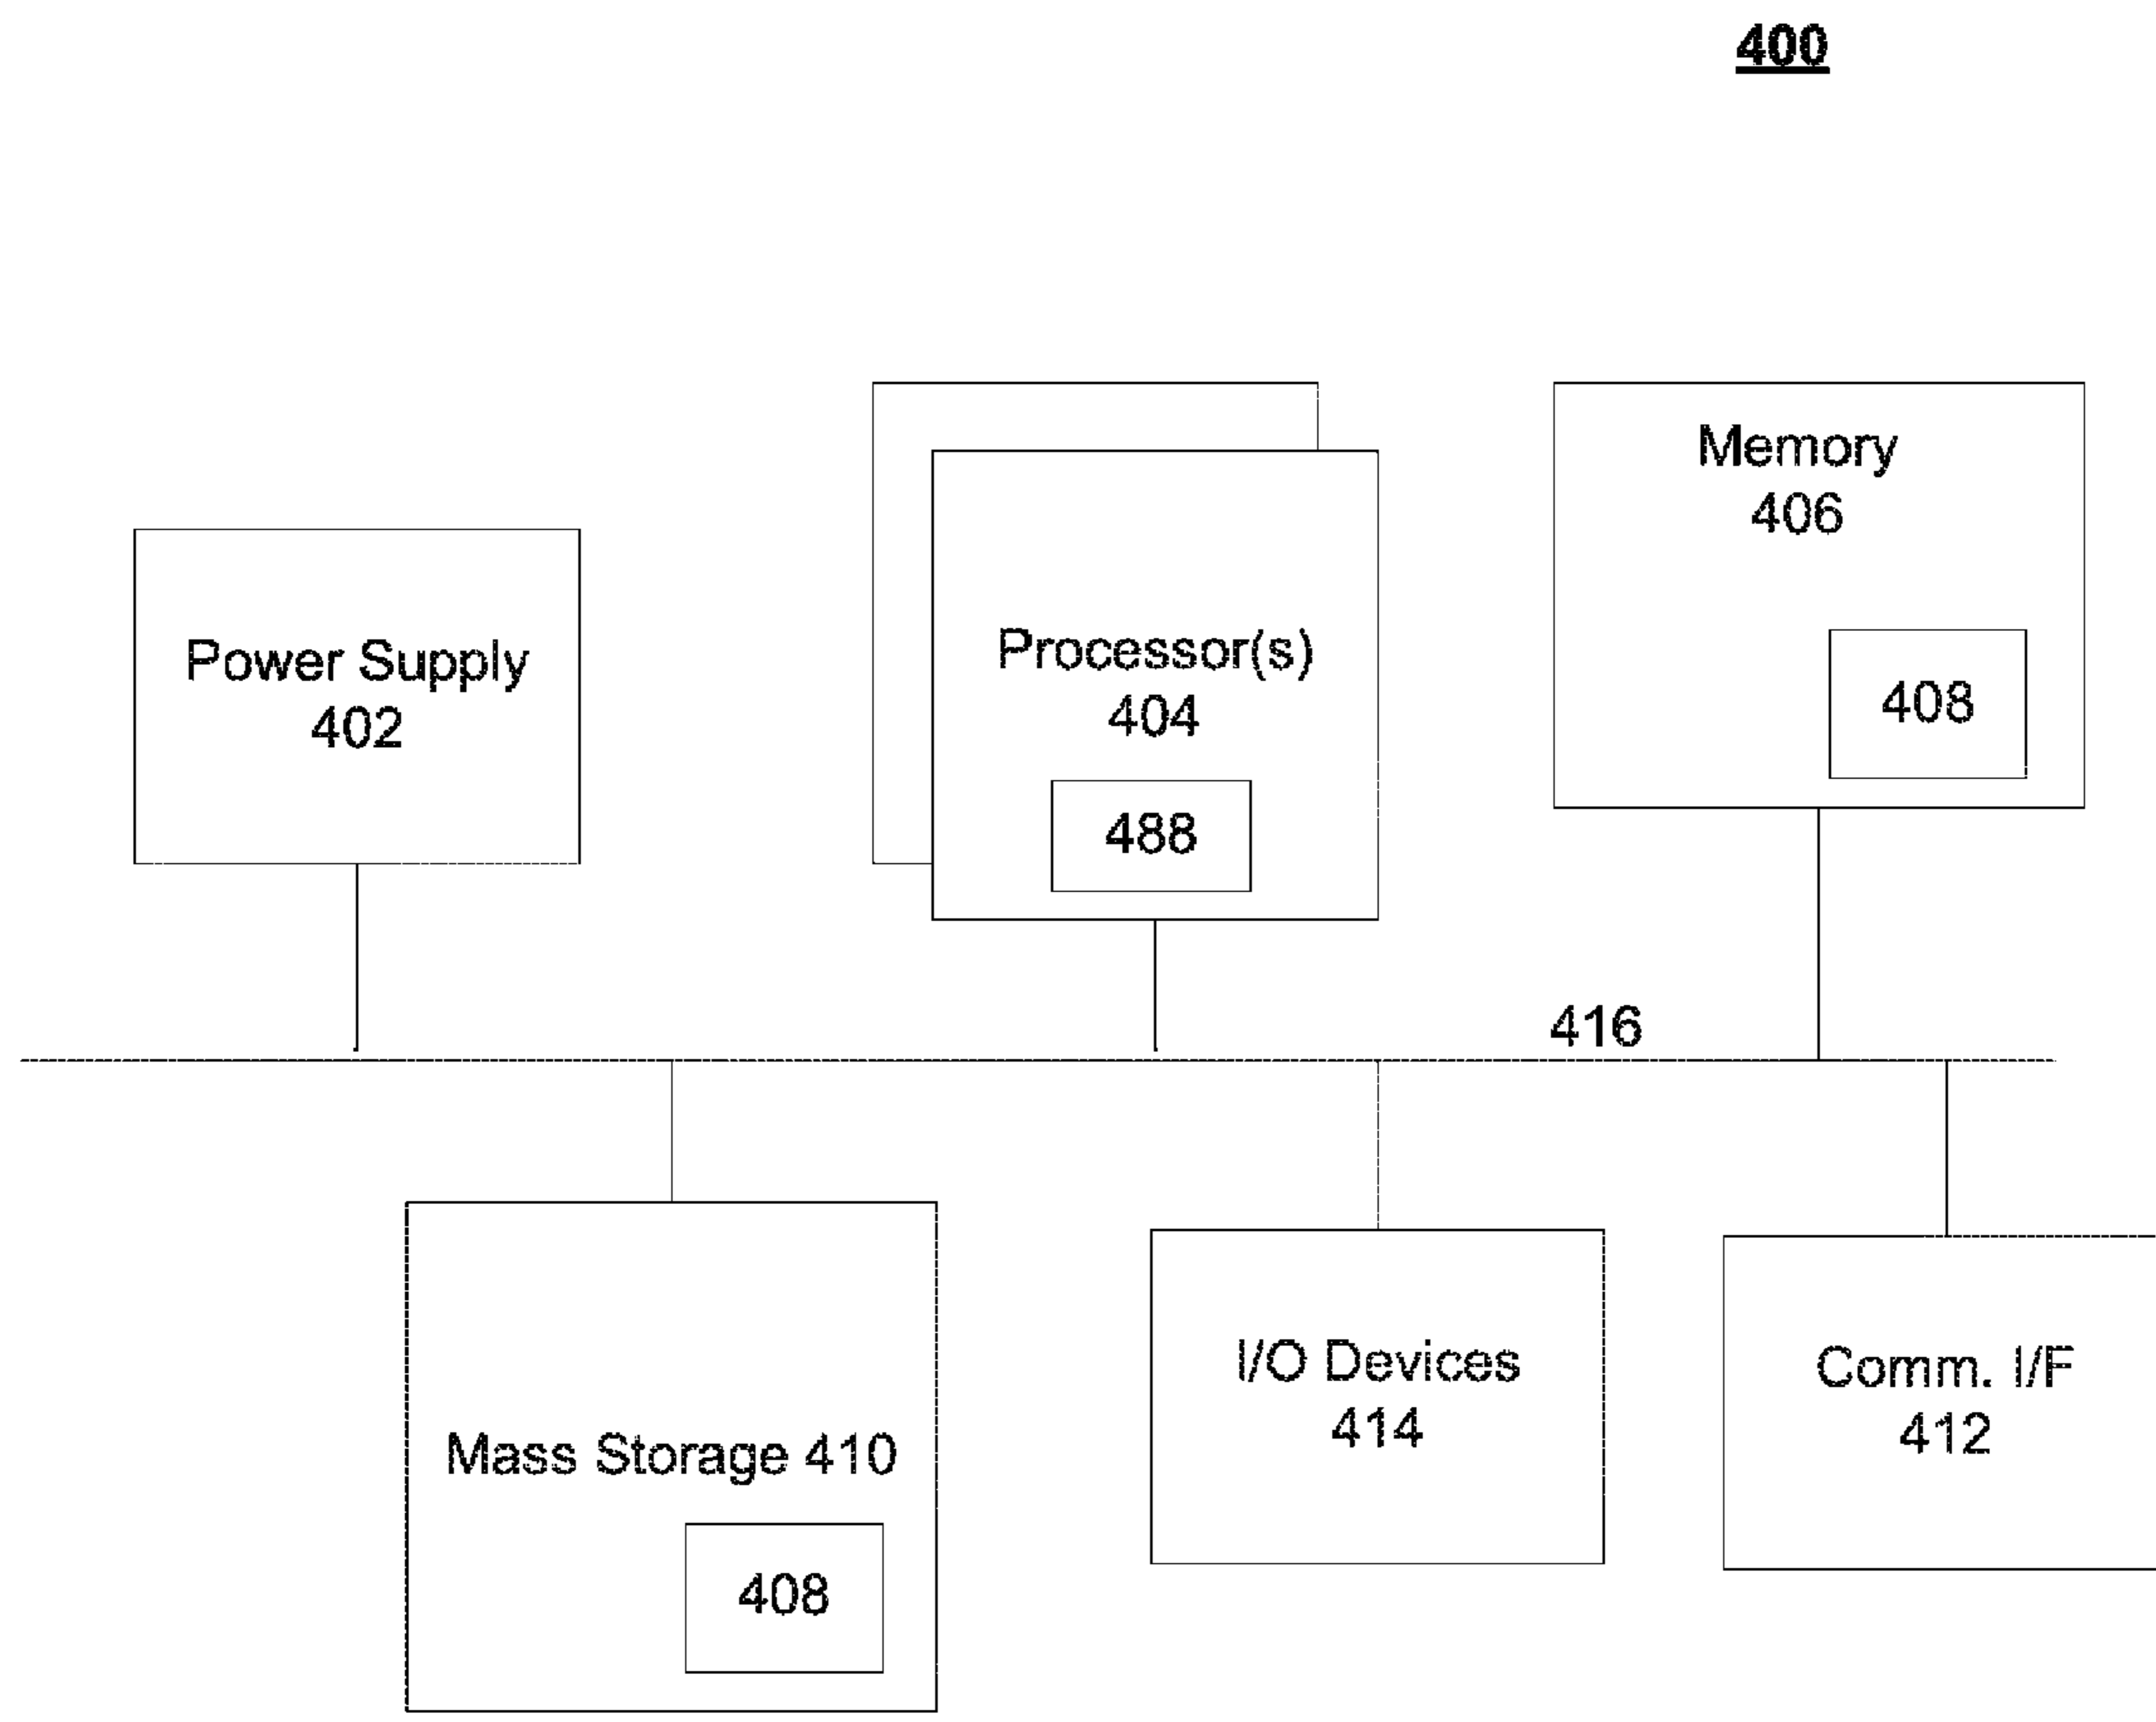 400
Memory
406
408
Power Supply
402
Processor(s)
404
488
416
Mass Storage 410
408
I/O Devices
414
Comm. I/F
412